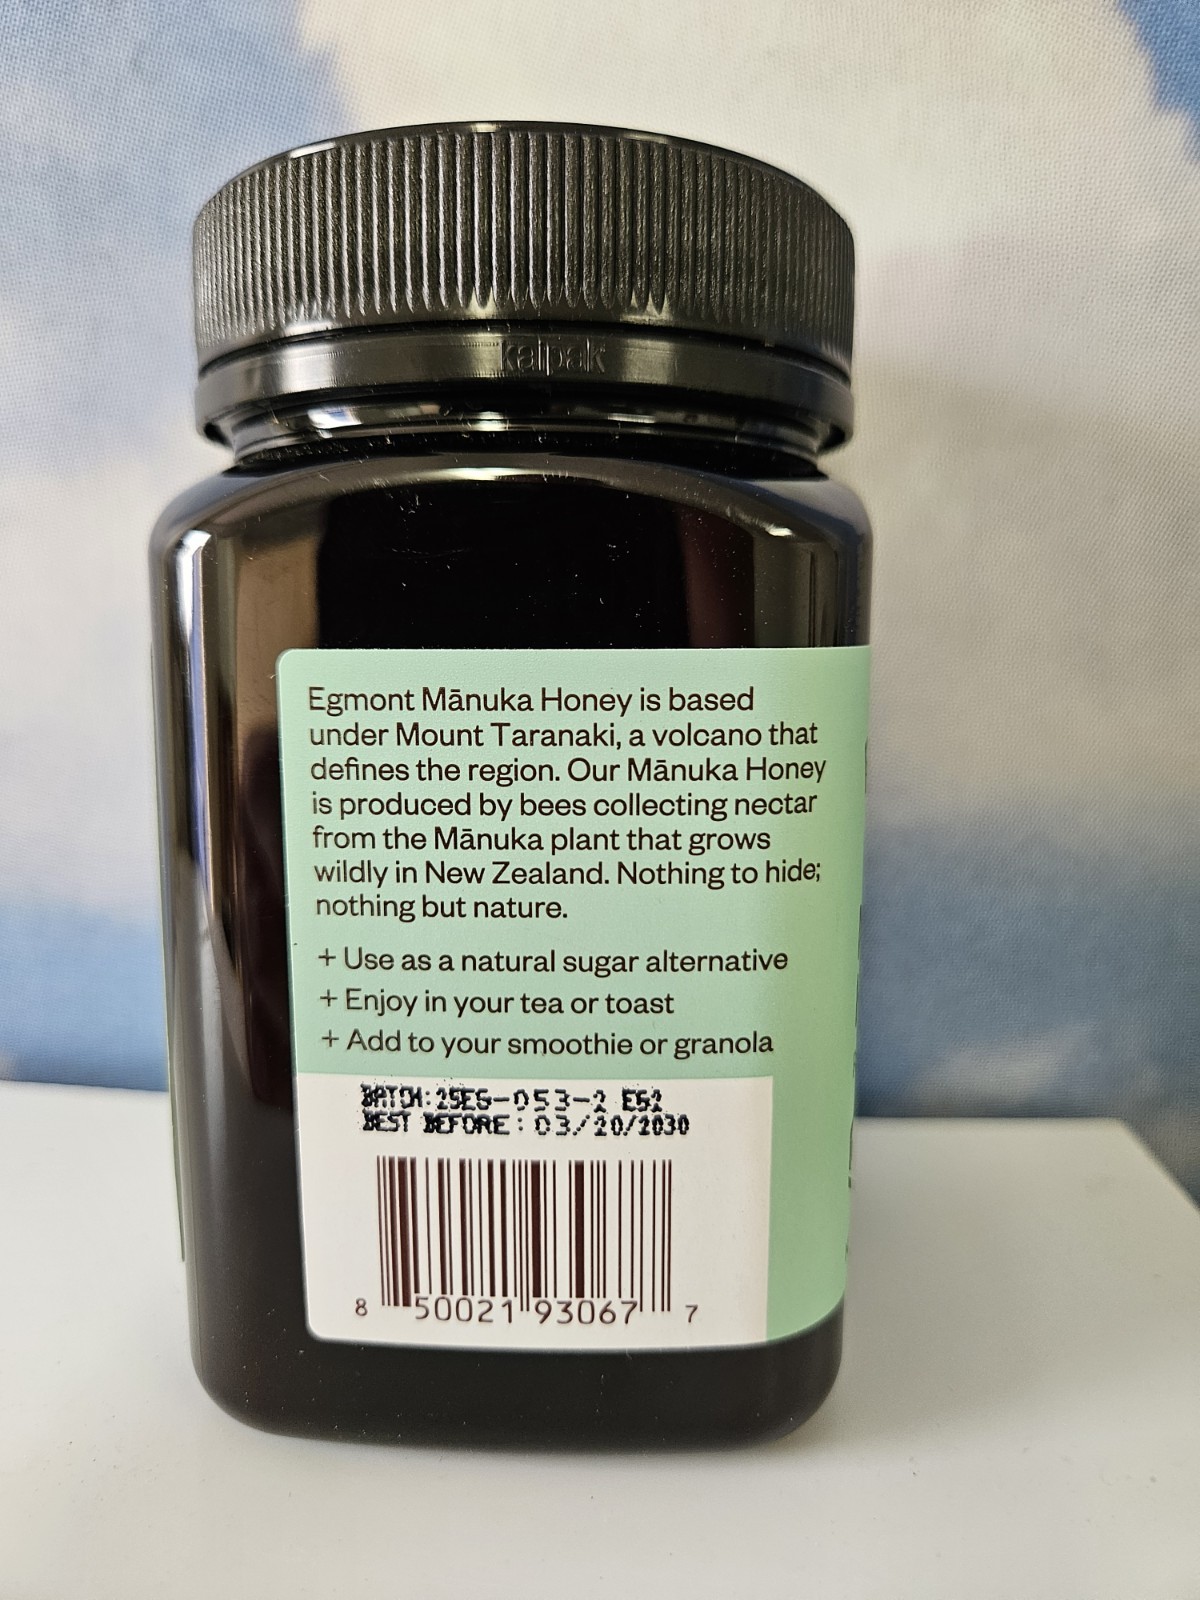 kalpak
Egmont Mānuka Honey is based
under Mount Taranaki, a volcano that
defines the region. Our Mānuka Honey
is produced by bees collecting nectar
from the Mānuka plant that grows
wildly in New Zealand. Nothing to hide;
nothing but nature.
+ Use as a natural sugar alternative
+ Enjoy in your tea or toast
+ Add to your smoothie or granola
BATCH:25EG-053-2 EG2
BEST BEFORE: 03/20/2030
8 50021 93067 7